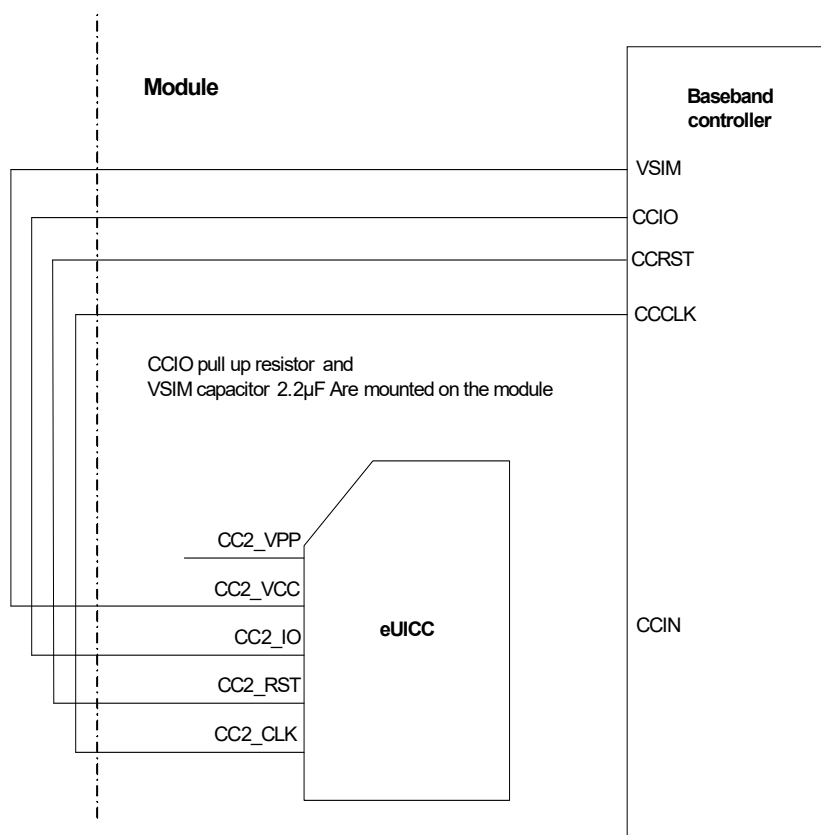 Module
Baseband
controller
VSIM
CCIO
CCRST
CCCLK
CCIO pull up resistor and
VSIM capacitor 2.2µF Are mounted on the module
CC2_VPP
CC2_VCC
CC2_IO
CC2_RST
CC2_CLK
eUICC
CCIN